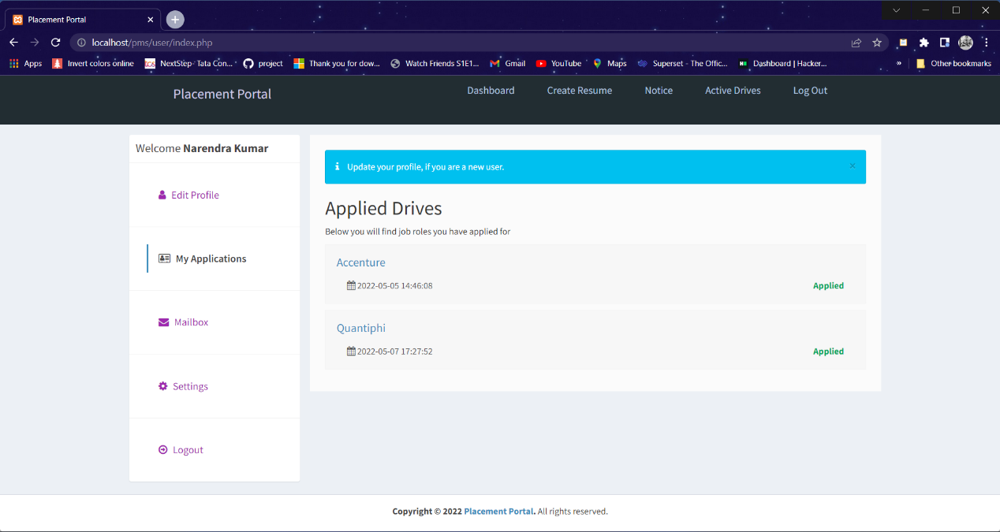 Placement Portal
localhost/pms/user/index.php
Apps Invert colors online NextStep - Tata Con... project Thank you for dow... Watch Friends S1E1... Gmail YouTube Maps Superset - The Offic... Dashboard | Hacker... » Other bookmarks
Placement Portal Dashboard Create Resume Notice Active Drives Log Out
Welcome Narendra Kumar
Edit Profile
My Applications
Mailbox
Settings
Logout
Update your profile, if you are a new user. ×
Applied Drives
Below you will find job roles you have applied for
Accenture
2022-05-05 14:46:08 Applied
Quantiphi
2022-05-07 17:27:52 Applied
Copyright © 2022 Placement Portal. All rights reserved.